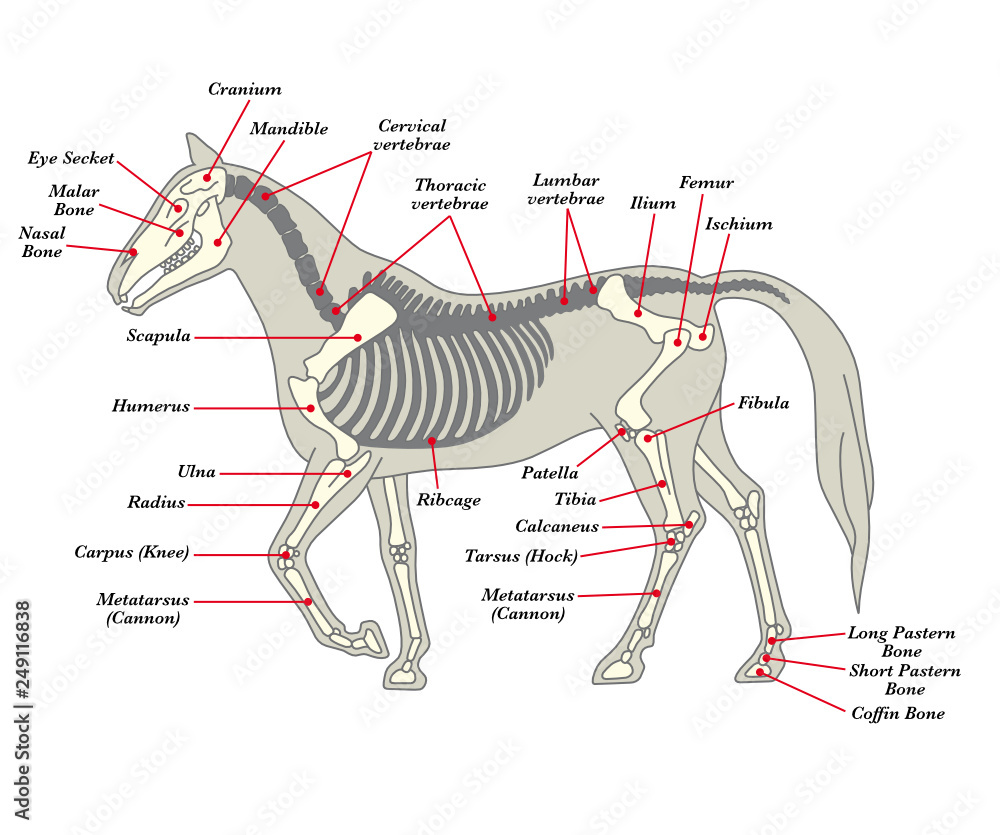 Cranium
Mandible
Cervical
vertebrae
Eye Secket
Malar
Bone
Nasal
Bone
Thoracic
vertebrae
Lumbar
vertebrae
Femur
Ilium
Ischium
Scapula
Humerus
Ulna
Radius
Carpus (Knee)
Metatarsus
(Cannon)
Ribcage
Patella
Tibia
Fibula
Calcaneus
Tarsus (Hock)
Metatarsus
(Cannon)
Long Pastern
Bone
Short Pastern
Bone
Coffin Bone
Adobe Stock | #249116838
Adobe Stock